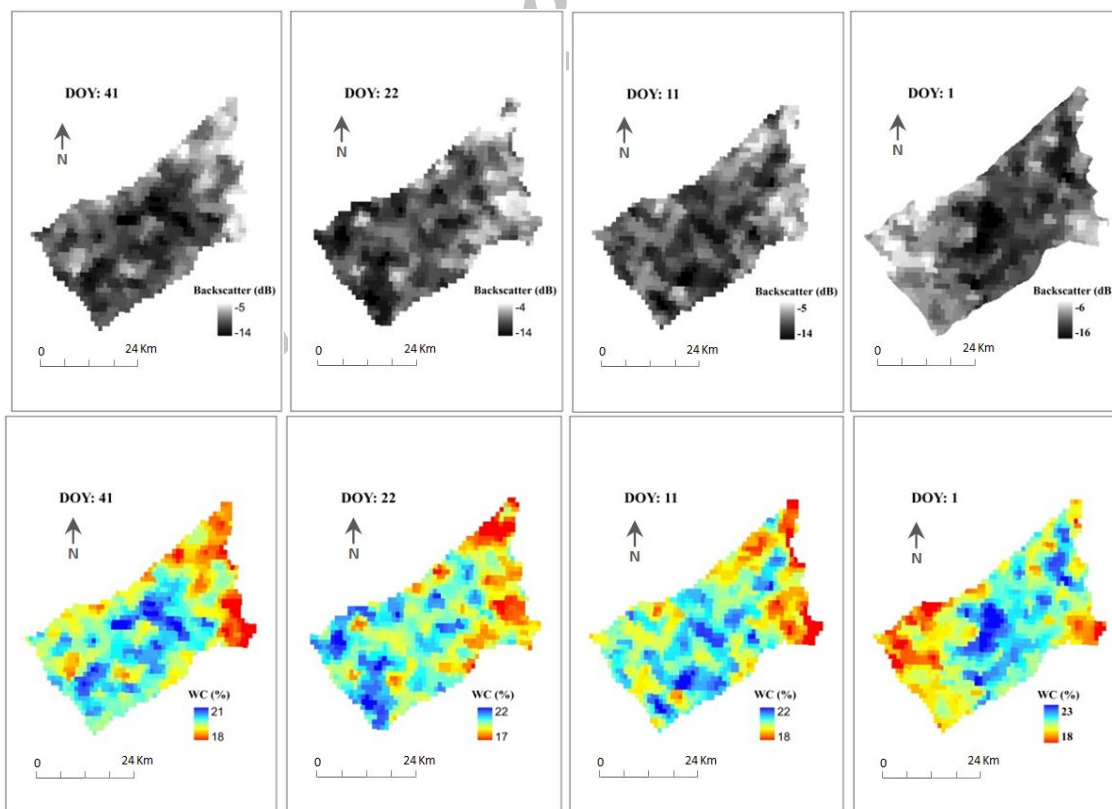 DOY: 41
N
Backscatter (dB)
-5
-14
0 24 Km
DOY: 22
N
Backscatter (dB)
-4
-14
0 24 Km
DOY: 11
N
Backscatter (dB)
-5
-14
0 24 Km
DOY: 1
N
Backscatter (dB)
-6
-16
0 24 Km
DOY: 41
N
WC (%)
21
18
0 24 Km
DOY: 22
N
WC (%)
22
17
0 24 Km
DOY: 11
N
WC (%)
22
18
0 24 Km
DOY: 1
N
WC (%)
23
18
0 24 Km